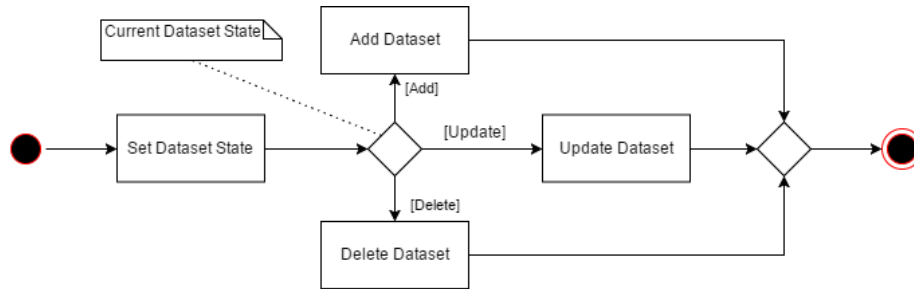 Current Dataset State
Add Dataset
[Add]
Set Dataset State
[Update]
Update Dataset
[Delete]
Delete Dataset